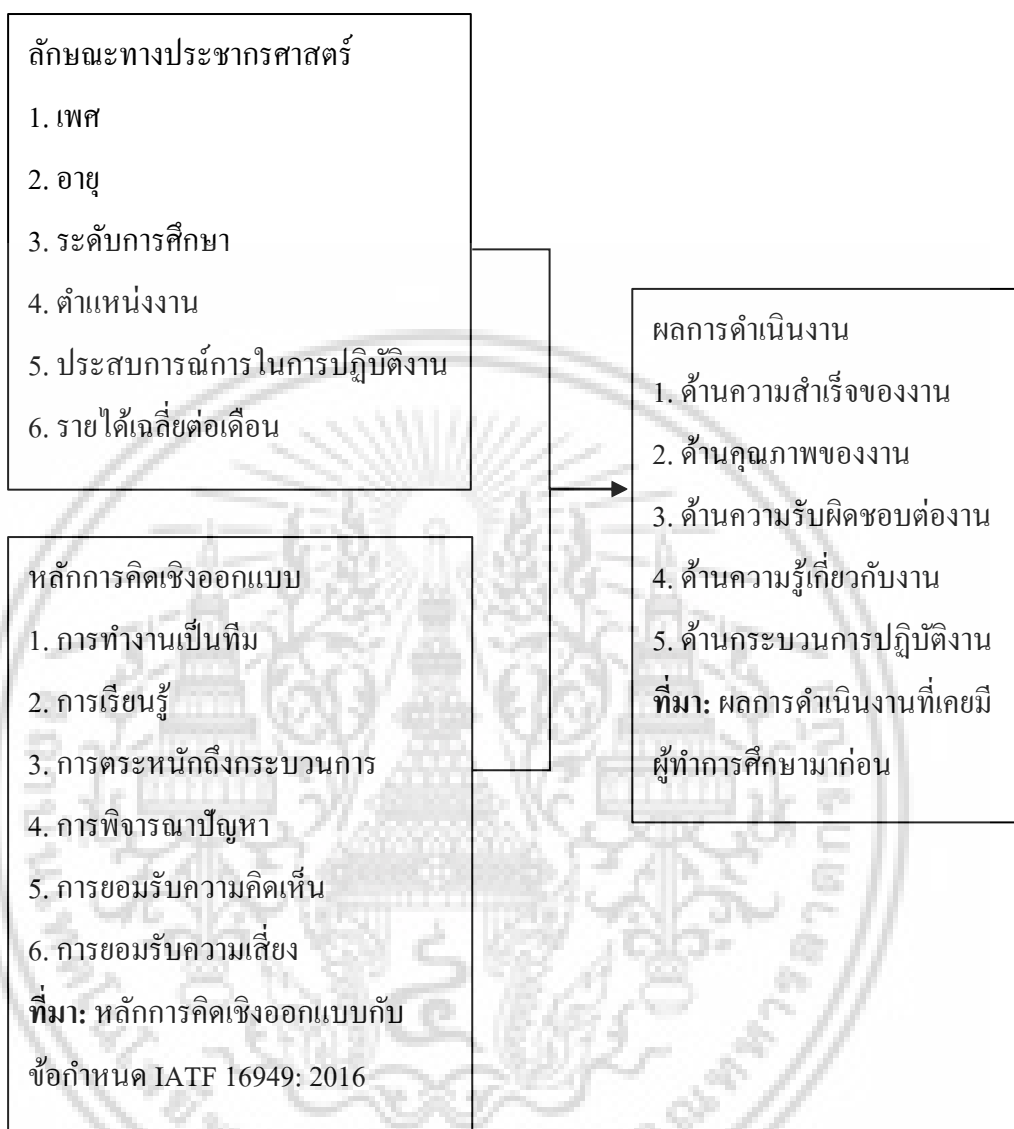 ลักษณะทางประชากรศาสตร์
1. เพศ
2. อายุ
3. ระดับการศึกษา
4. ตำแหน่งงาน
5. ประสบการณ์การในการปฏิบัติงาน
6. รายได้เฉลี่ยต่อเดือน
หลักการคิดเชิงออกแบบ
1. การทำงานเป็นทีม
2. การเรียนรู้
3. การตระหนักถึงกระบวนการ
4. การพิจารณาปัญหา
5. การยอมรับความคิดเห็น
6. การยอมรับความเสี่ยง
ที่มา: หลักการคิดเชิงออกแบบกับ
ข้อกำหนด IATF 16949: 2016
ผลการดำเนินงาน
1. ด้านความสำเร็จของงาน
2. ด้านคุณภาพของงาน
3. ด้านความรับผิดชอบต่องาน
4. ด้านความรู้เกี่ยวกับงาน
5. ด้านกระบวนการปฏิบัติงาน
ที่มา: ผลการดำเนินงานที่เคยมี
ผู้ทำการศึกษามาก่อน